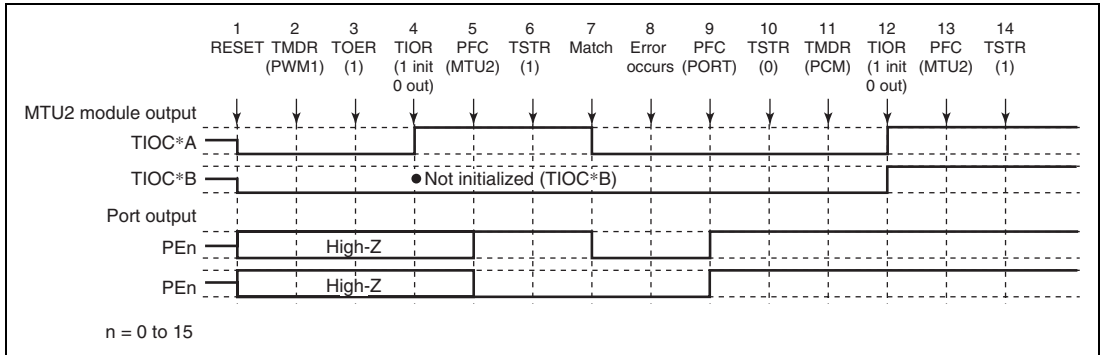 1 2 3 4 5 6 7 8 9 10 11 12 13 14
RESET TMDR TOER TIOR PFC TSTR Match Error PFC TSTR TMDR TIOR PFC TSTR
(PWM1) (1) (1 init (MTU2) (1) occurs (PORT) (0) (PCM) (1 init (MTU2) (1)
0 out) 0 out)
MTU2 module output
TIOC*A
TIOC*B ●Not initialized (TIOC*B)
Port output
PEn High-Z
PEn High-Z
n = 0 to 15